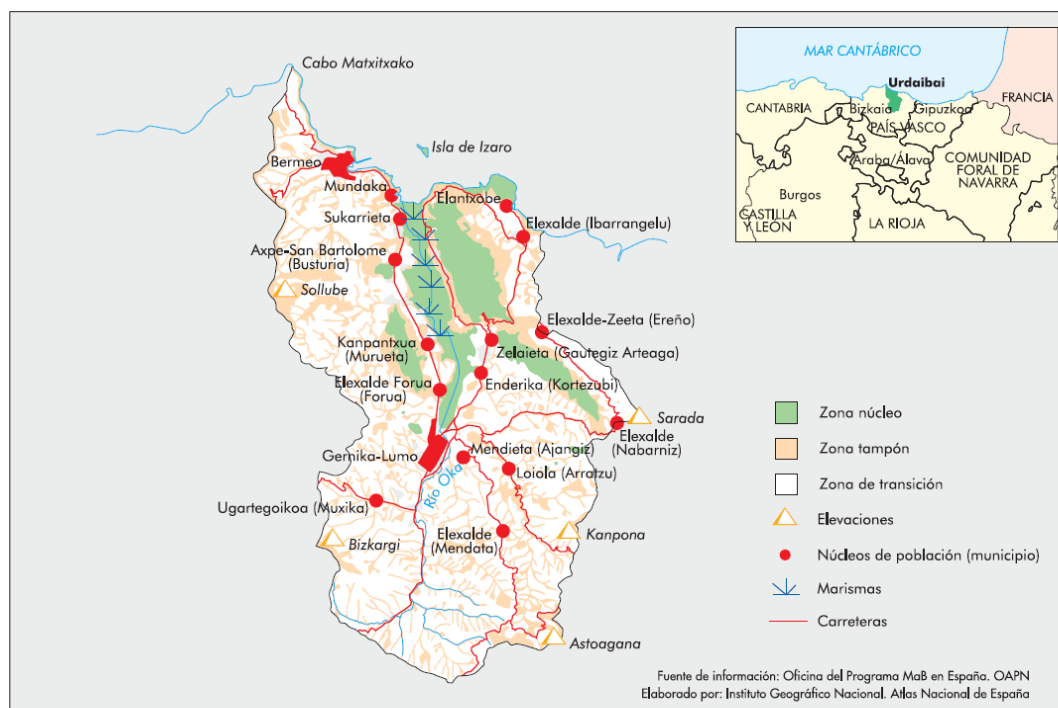 Cabo Matxitxako
Bermeo
Isla de Izaro
Mundaka
Elantxobe
Sukarrieta
Elexalde (Ibarrangelu)
Axpe-San Bartolome
(Busturia)
Sollube
Elexalde-Zeeta (Ereño)
Kanpantxua
(Murueta)
Zelaieta (Gautegiz Arteaga)
Elexalde Forua
(Forua)
Enderika (Kortezubi)
Sarada
Elexalde
(Nabarniz)
Gernika-Lumo
Mendieta (Ajangiz)
Loiola (Arratzu)
Río Oka
Ugartegoikoa (Muxika)
Elexalde
(Mendata)
Bizkargi
Kanpona
Astoagana
MAR CANTÁBRICO
Urdaibai
FRANCIA
CANTABRIA
Bizkaia
Gipuzkoa
PAÍS VASCO
Araba/Álava
COMUNIDAD
FORAL DE
NAVARRA
Burgos
CASTILLA
Y LEÓN
LA RIOJA
Zona núcleo
Zona tampón
Zona de transición
Elevaciones
Núcleos de población (municipio)
Marismas
Carreteras
Fuente de información: Oficina del Programa MaB en España. OAPN
Elaborado por: Instituto Geográfico Nacional. Atlas Nacional de España